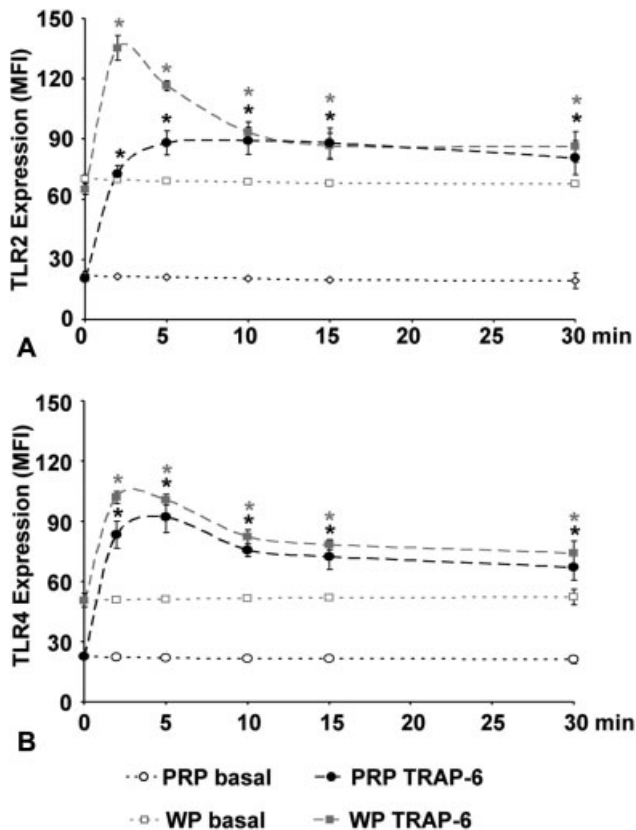 150
120
90
60
30
0
TLR2 Expression (MFI)
* * * * *
* * * * *
0 5 10 15 20 25 30 min
A
150
120
90
60
30
0
TLR4 Expression (MFI)
* * * * *
* * * * *
0 5 10 15 20 25 30 min
B
PRP basal PRP TRAP-6
WP basal WP TRAP-6